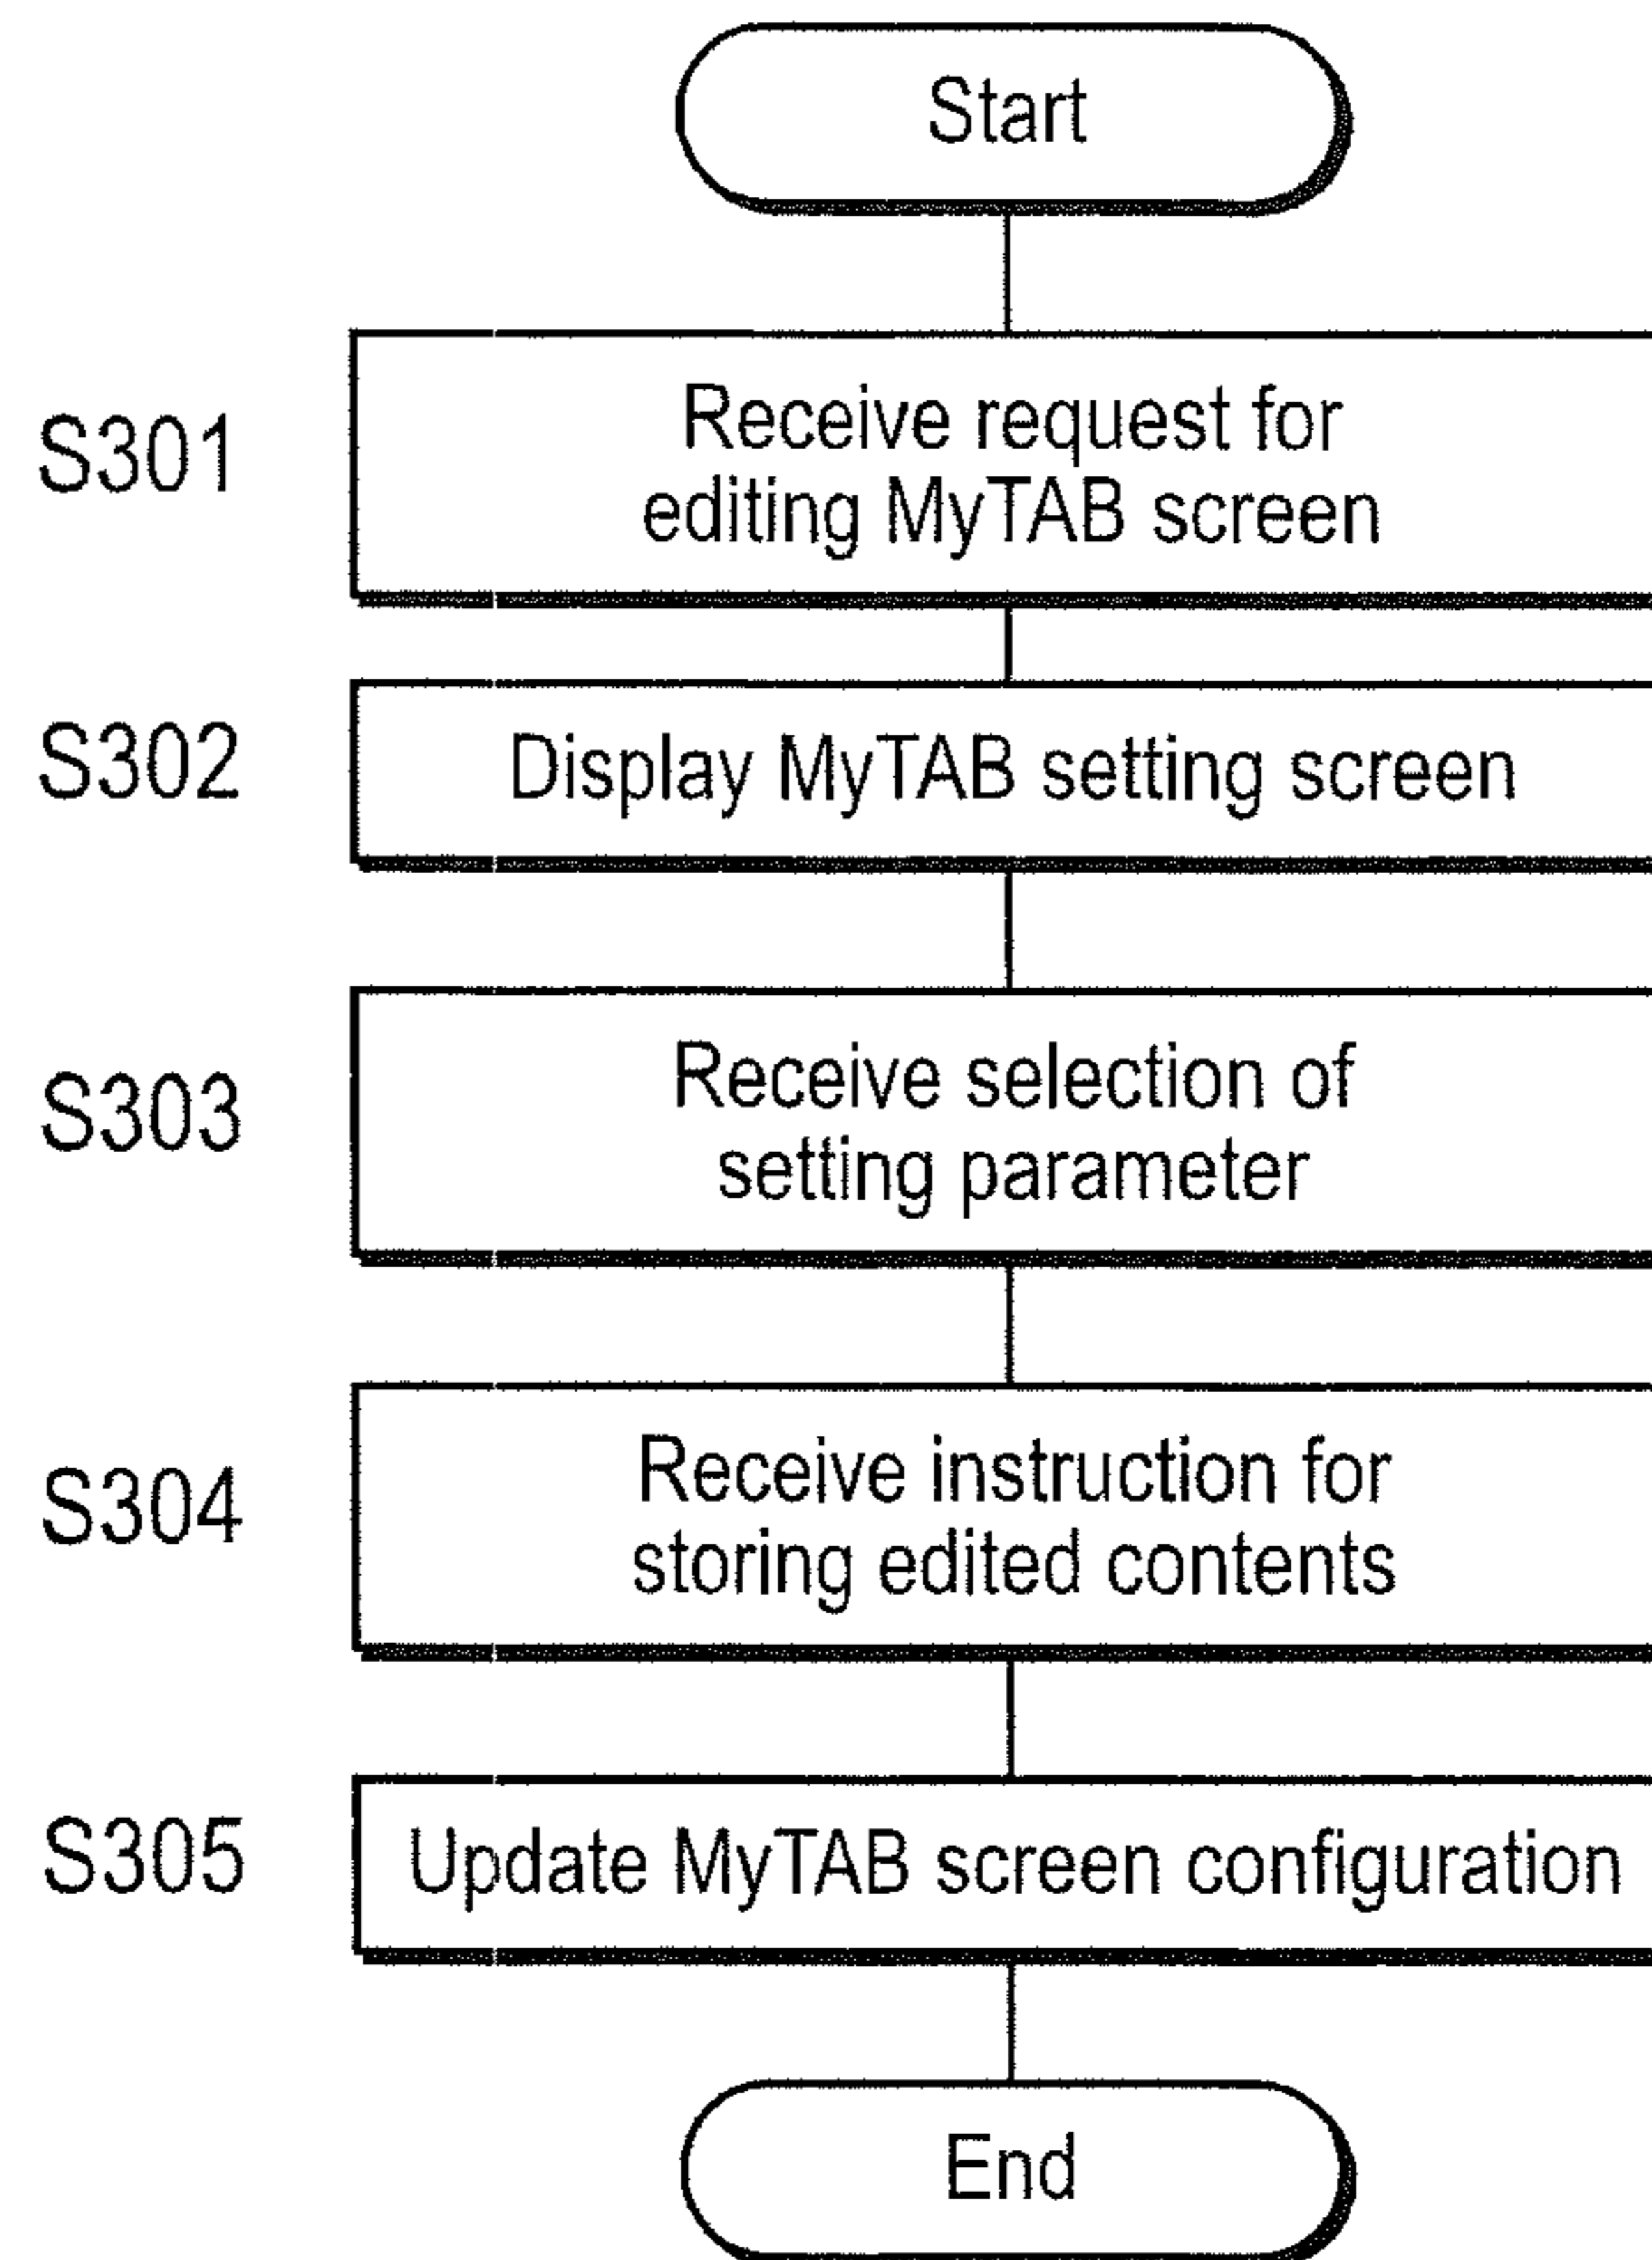 Start
S301
Receive request for
editing MyTAB screen
S302
Display MyTAB setting screen
S303
Receive selection of
setting parameter
S304
Receive instruction for
storing edited contents
S305
Update MyTAB screen configuration
End